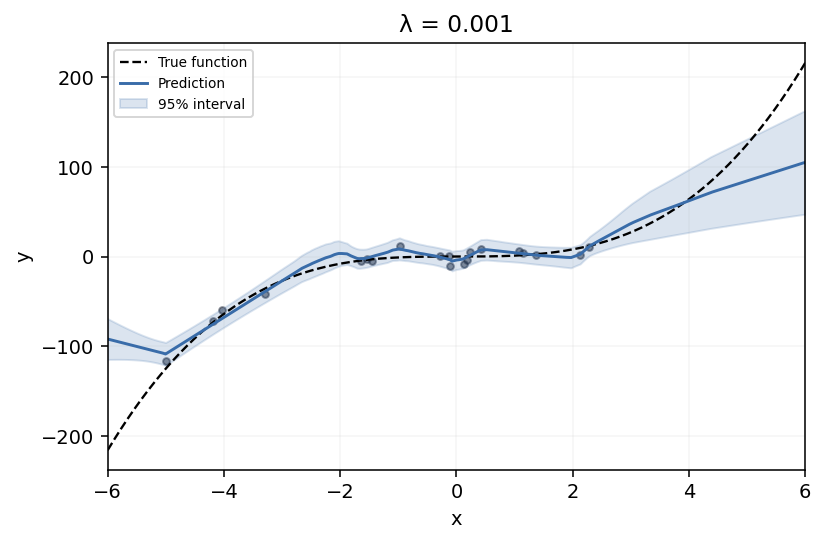 λ = 0.001
True function
Prediction
95% interval
200
100
0
−100
−200
y
−6 −4 −2 0 2 4 6
x